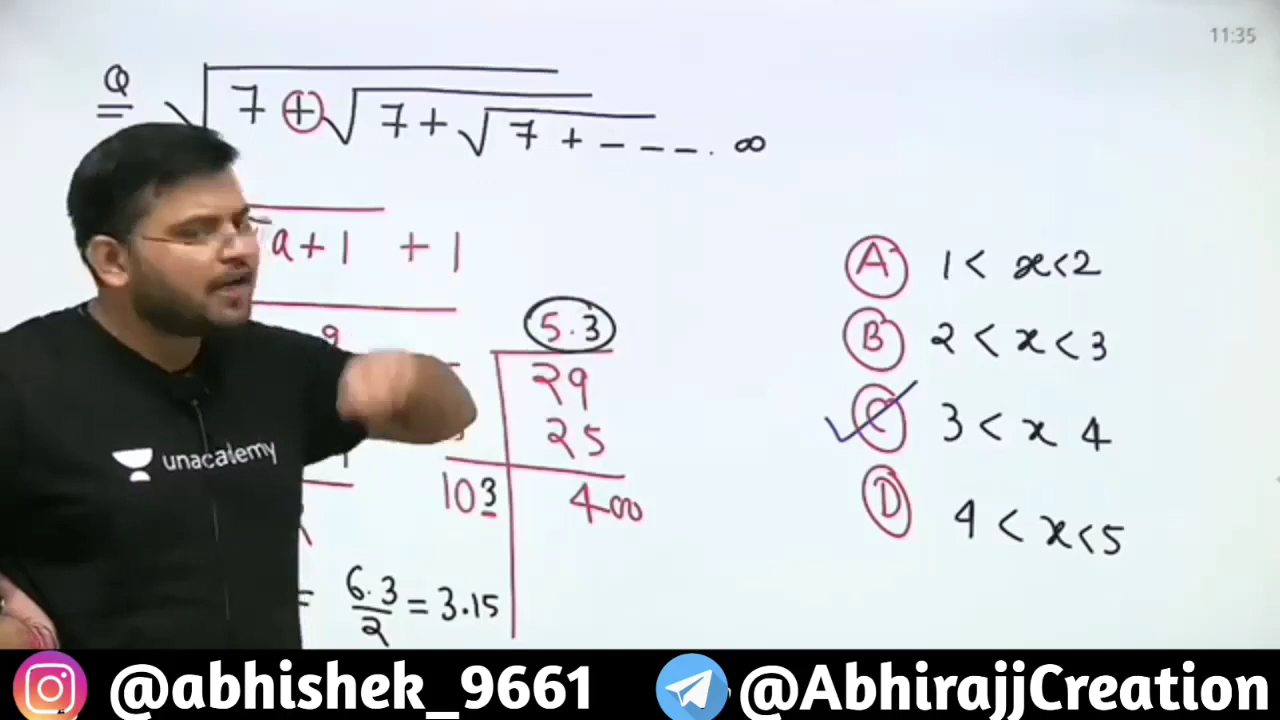 11:35
Q √7 + √7 + √7 + - - - . ∞
a + 1 + 1
A 1 < x < 2
B 2 < x < 3
C 3 < x 4
D 4 < x < 5
5.3
29
25
103 400
= 6.3/2 = 3.15
unacademy
@abhishek_9661
@AbhirajjCreation